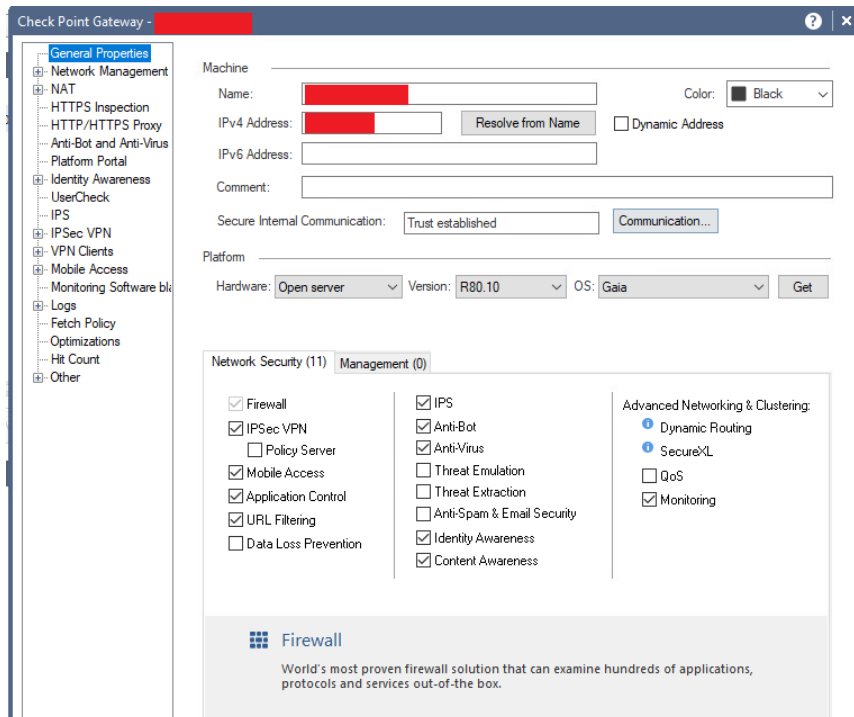 Check Point Gateway -
?
General Properties
Network Management
NAT
HTTPS Inspection
HTTP/HTTPS Proxy
Anti-Bot and Anti-Virus
Platform Portal
Identity Awareness
UserCheck
IPS
IPSec VPN
VPN Clients
Mobile Access
Monitoring Software bla
Logs
Fetch Policy
Optimizations
Hit Count
Other
Machine
Name:
Color: Black
IPv4 Address: Resolve from Name Dynamic Address
IPv6 Address:
Comment:
Secure Internal Communication: Trust established Communication...
Platform
Hardware: Open server Version: R80.10 OS: Gaia Get
Network Security (11) Management (0)
Firewall
IPSec VPN
Policy Server
Mobile Access
Application Control
URL Filtering
Data Loss Prevention
IPS
Anti-Bot
Anti-Virus
Threat Emulation
Threat Extraction
Anti-Spam & Email Security
Identity Awareness
Content Awareness
Advanced Networking & Clustering:
Dynamic Routing
SecureXL
QoS
Monitoring
Firewall
World's most proven firewall solution that can examine hundreds of applications,
protocols and services out-of-the box.